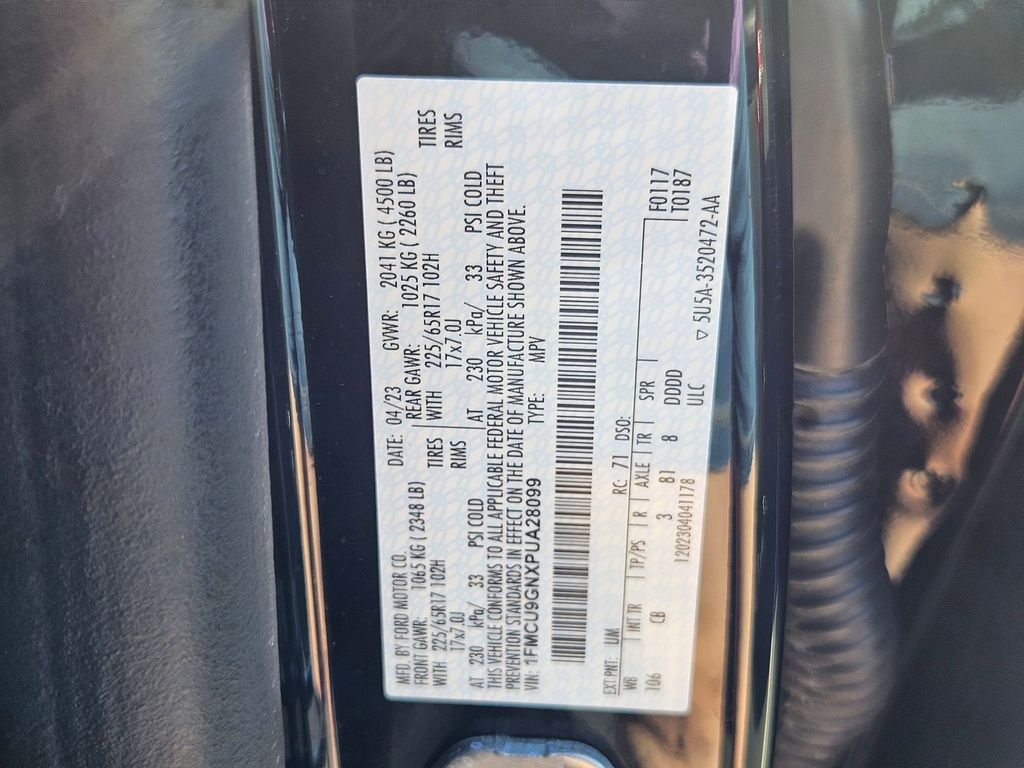 MFD. BY FORD MOTOR CO. DATE: 04/23 GVWR: 2041 KG ( 4500 LB)
FRONT GAWR: 1065 KG ( 2348 LB) REAR GAWR: 1025 KG ( 2260 LB)
WITH 225/65R17 102H TIRES WITH 225/65R17 102H TIRES
17x7.0J RIMS 17x7.0J RIMS
AT 230 kPa/ 33 PSI COLD AT 230 kPa/ 33 PSI COLD
THIS VEHICLE CONFORMS TO ALL APPLICABLE FEDERAL MOTOR VEHICLE SAFETY AND THEFT
PREVENTION STANDARDS IN EFFECT ON THE DATE OF MANUFACTURE SHOWN ABOVE.
VIN: 1FMCU9GNXPUA28099 TYPE: MPV
EXT PNT: UM RC: 71 DSO: F0117
WB INT TR TP/PS R AXLE TR SPR T0187
106 CB 3 81 8 DDDD
1202304041178 ULC
▽ 5U5A-3520472-AA